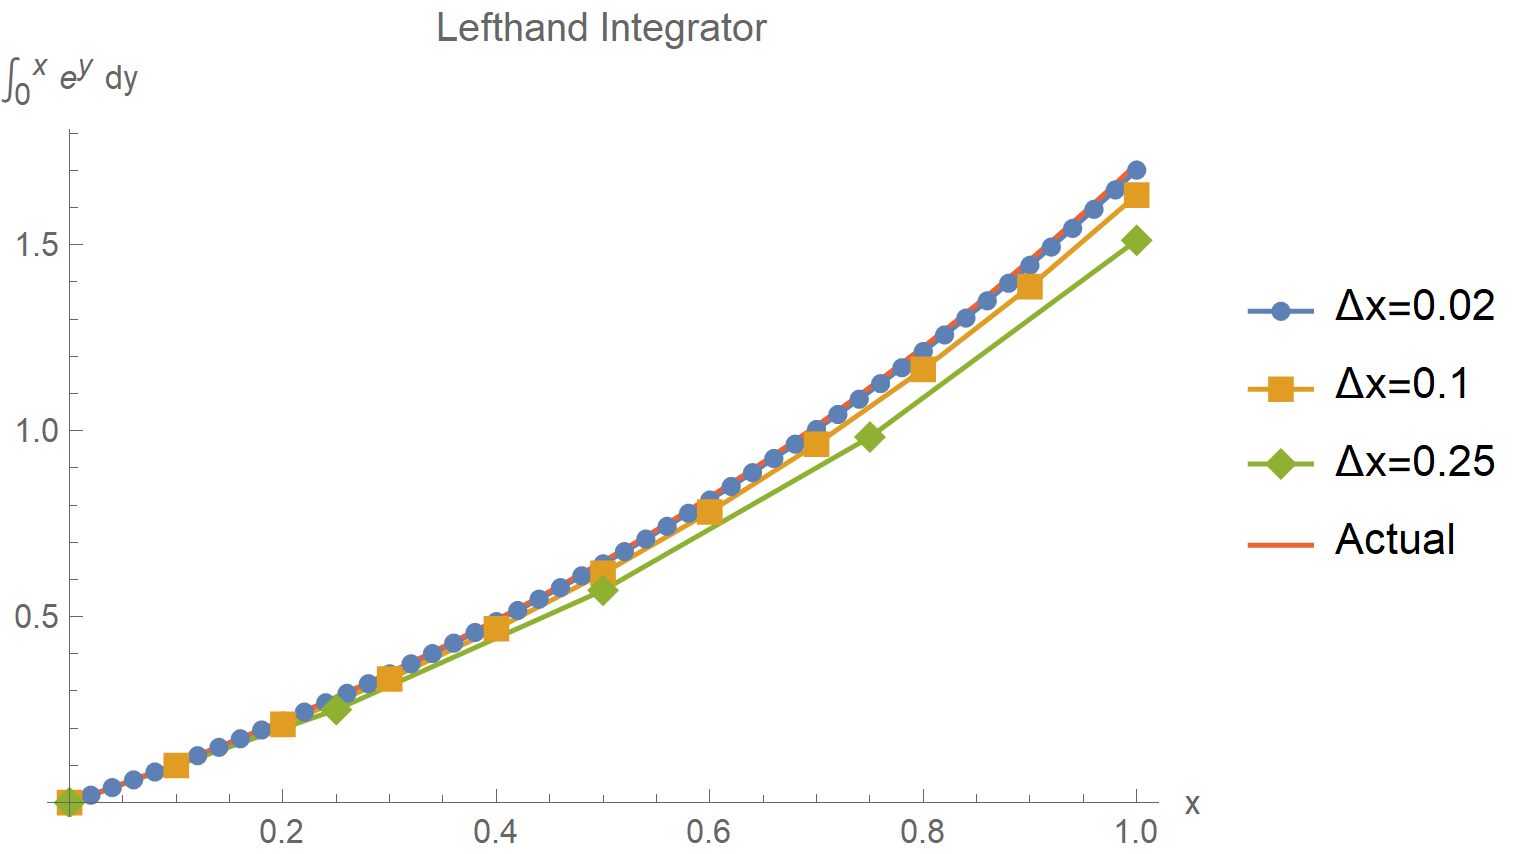 Lefthand Integrator
∫₀ˣ eʸ dy
1.5
1.0
0.5
0.2 0.4 0.6 0.8 1.0
x
Δx=0.02
Δx=0.1
Δx=0.25
Actual